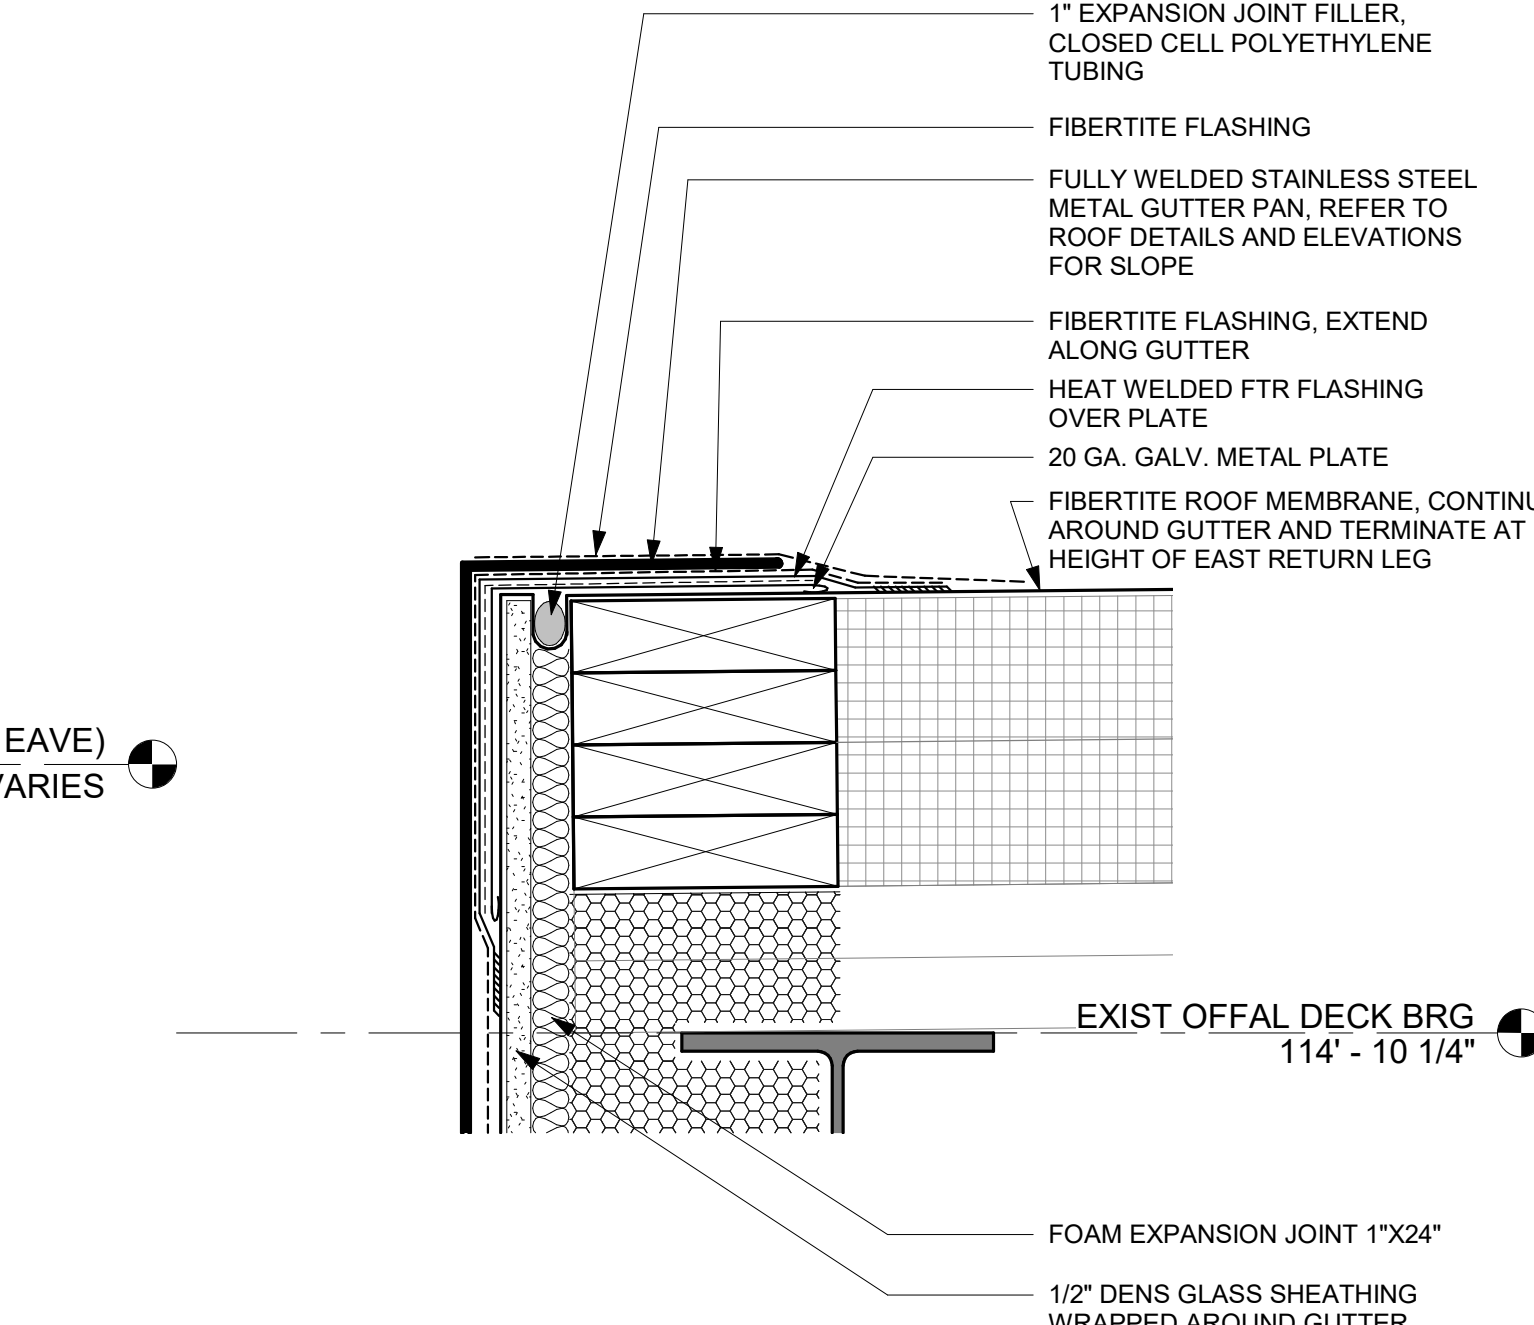 1" EXPANSION JOINT FILLER,
CLOSED CELL POLYETHYLENE
TUBING
FIBERTITE FLASHING
FULLY WELDED STAINLESS STEEL
METAL GUTTER PAN, REFER TO
ROOF DETAILS AND ELEVATIONS
FOR SLOPE
FIBERTITE FLASHING, EXTEND
ALONG GUTTER
HEAT WELDED FTR FLASHING
OVER PLATE
20 GA. GALV. METAL PLATE
FIBERTITE ROOF MEMBRANE, CONTINU
AROUND GUTTER AND TERMINATE AT
HEIGHT OF EAST RETURN LEG
EAVE)
VARIES
EXIST OFFAL DECK BRG
114' - 10 1/4"
FOAM EXPANSION JOINT 1"X24"
1/2" DENS GLASS SHEATHING
WRAPPED AROUND GUTTER